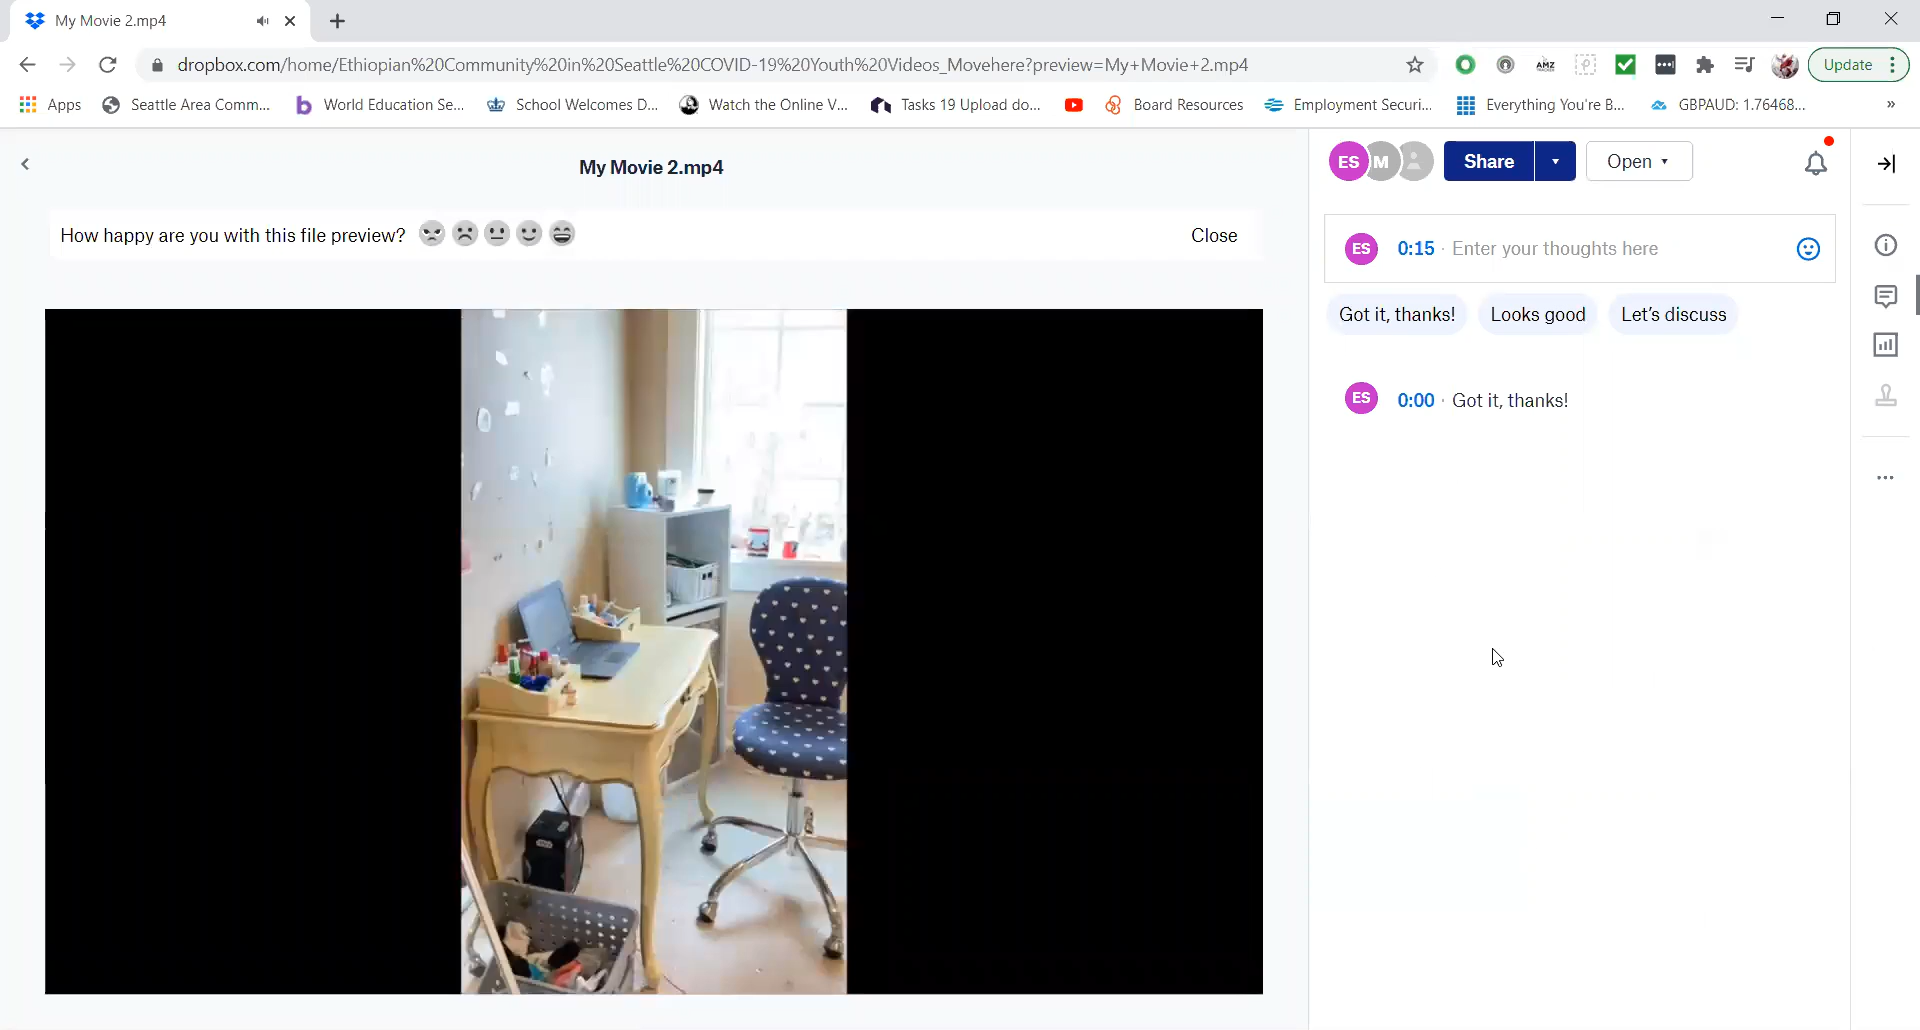 My Movie 2.mp4
dropbox.com/home/Ethiopian%20Community%20in%20Seattle%20COVID-19%20Youth%20Videos_Movehere?preview=My+Movie+2.mp4
AMZ
Update
Apps
Seattle Area Comm...
World Education Se...
School Welcomes D...
Watch the Online V...
Tasks 19 Upload do...
Board Resources
Employment Securi...
Everything You're B...
GBPAUD: 1.76468...
»
My Movie 2.mp4
ES M
Share
Open
How happy are you with this file preview?
Close
ES 0:15 · Enter your thoughts here
Got it, thanks!
Looks good
Let's discuss
ES 0:00 · Got it, thanks!